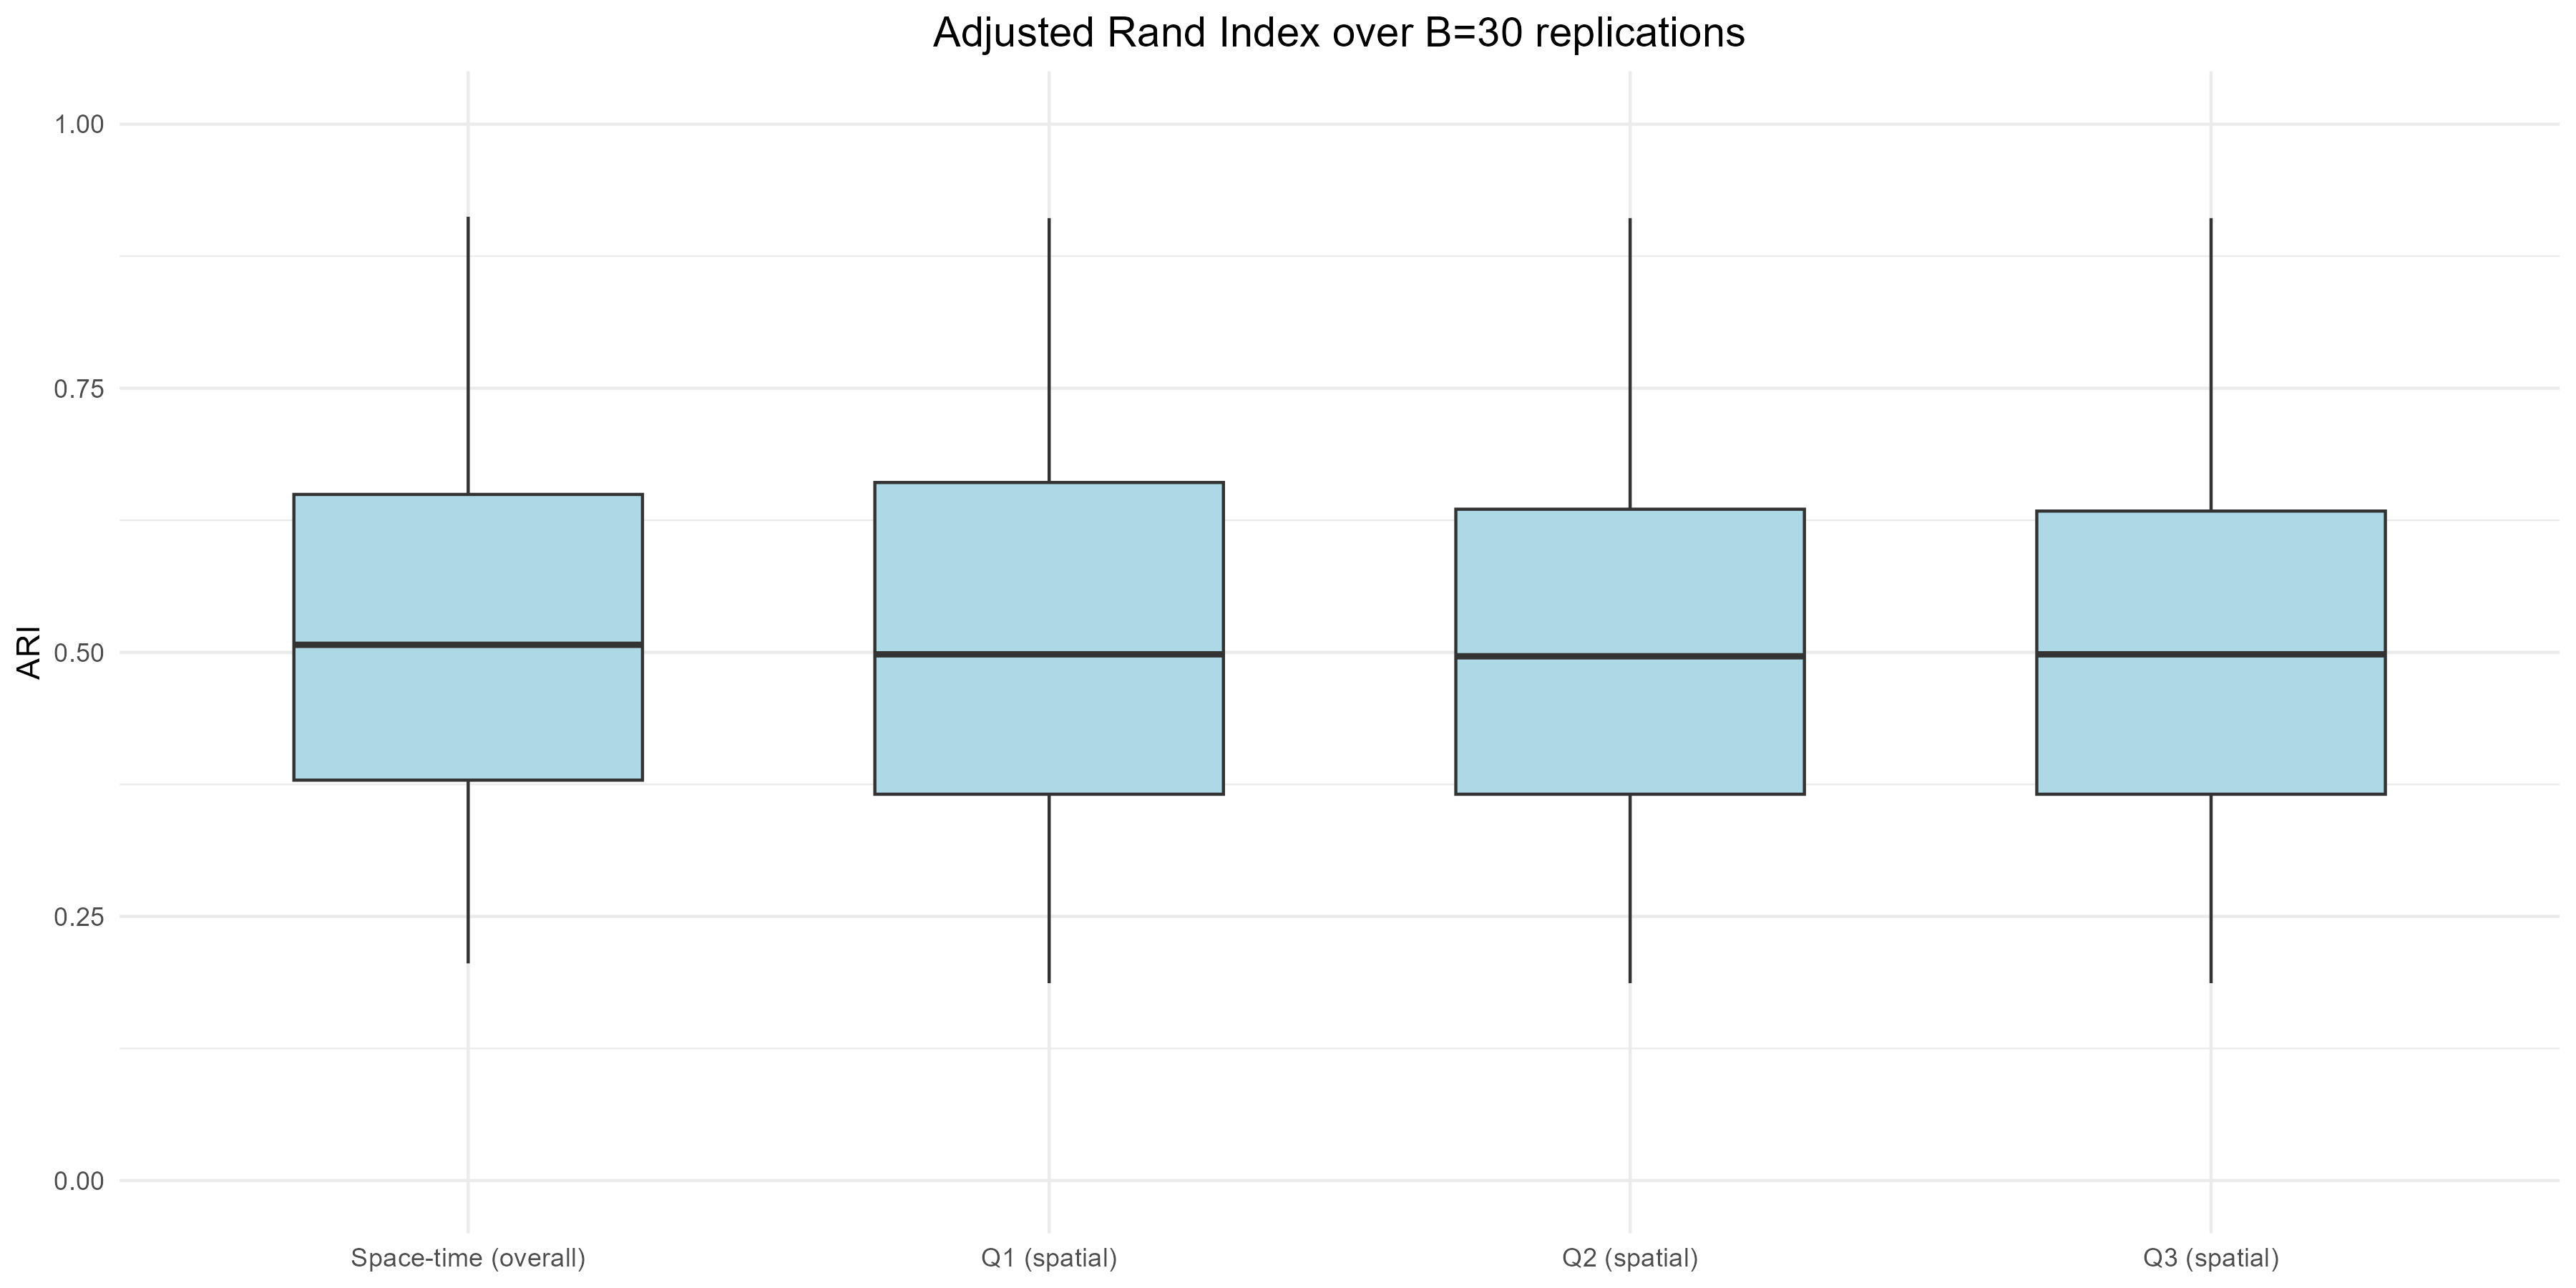 Adjusted Rand Index over B=30 replications
1.00
0.75
0.50
0.25
0.00
ARI
Space-time (overall)
Q1 (spatial)
Q2 (spatial)
Q3 (spatial)